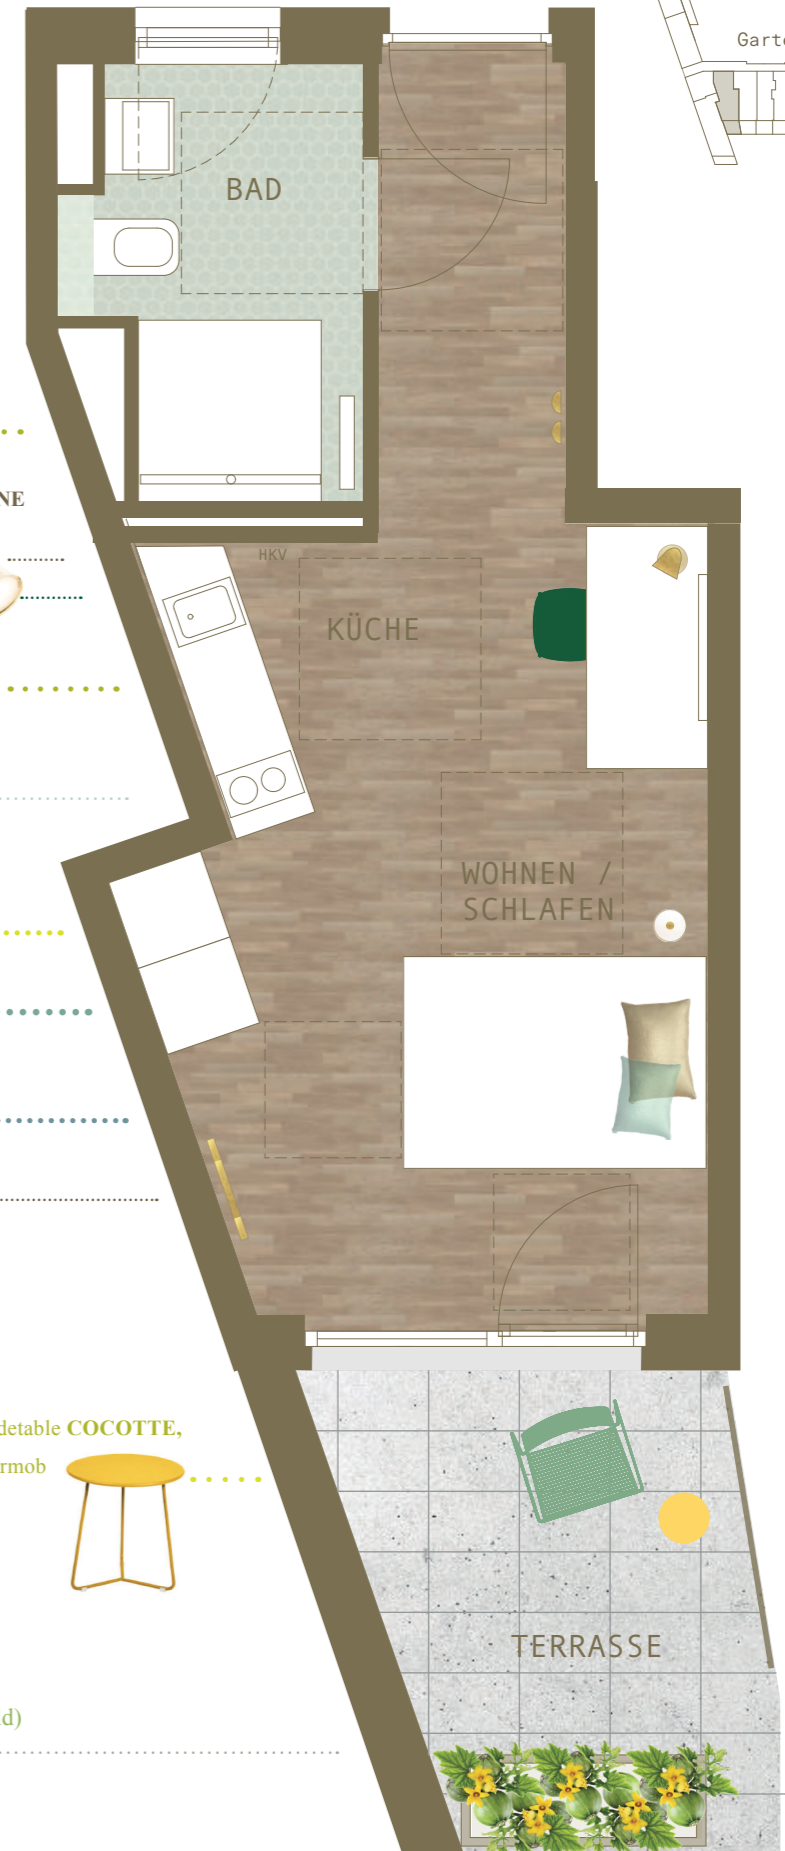 Garte
BAD
NE
HKV
KÜCHE
WOHNEN /
SCHLAFEN
detable COCOTTE,
rmob
TERRASSE
d)